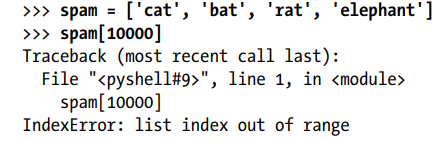 >>> spam = ['cat', 'bat', 'rat', 'elephant']
>>> spam[10000]
Traceback (most recent call last):
  File "<pyshell#9>", line 1, in <module>
    spam[10000]
IndexError: list index out of range